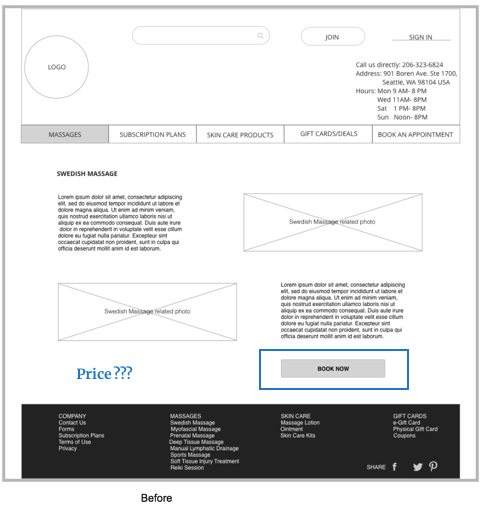 LOGO
JOIN
SIGN IN
Call us directly: 206-323-6824
Address: 901 Boren Ave. Ste 1700,
Seattle, WA 98104 USA
Hours: Mon 9 AM- 8 PM
Wed 11AM- 8PM
Sat 1 PM- 8PM
Sun Noon- 8PM
MASSAGES
SUBSCRIPTION PLANS
SKIN CARE PRODUCTS
GIFT CARDS/DEALS
BOOK AN APPOINTMENT
SWEDISH MASSAGE
Lorem ipsum dolor sit amet, consectetur adipiscing
elit, sed do eiusmod tempor incididunt ut labore et
dolore magna aliqua. Ut enim ad minim veniam,
quis nostrud exercitation ullamco laboris nisi ut
aliquip ex ea commodo consequat. Duis aute irure
dolor in reprehenderit in voluptate velit esse cillum
dolore eu fugiat nulla pariatur. Excepteur sint
occaecat cupidatat non proident, sunt in culpa qui
officia deserunt mollit anim id est laborum.
Swedish Massage related photo
Swedish Massage related photo
Lorem ipsum dolor sit amet, consectetur adipiscing
elit, sed do eiusmod tempor incididunt ut labore et
dolore magna aliqua. Ut enim ad minim veniam,
quis nostrud exercitation ullamco laboris nisi ut
aliquip ex ea commodo consequat. Duis aute irure
dolor in reprehenderit in voluptate velit esse cillum
dolore eu fugiat nulla pariatur. Excepteur sint
occaecat cupidatat non proident, sunt in culpa qui
officia deserunt mollit anim id est laborum.
Price???
BOOK NOW
COMPANY
Contact Us
Forms
Subscription Plans
Terms of Use
Privacy
MASSAGES
Swedish Massage
Myofascial Massage
Prenatal Massage
Deep Tissue Massage
Manual Lymphatic Drainage
Sports Massage
Soft Tissue Injury Treatment
Reiki Session
SKIN CARE
Massage Lotion
Ointment
Skin Care Kits
GIFT CARDS
e-Gift Card
Physical Gift Card
Coupons
SHARE
Before